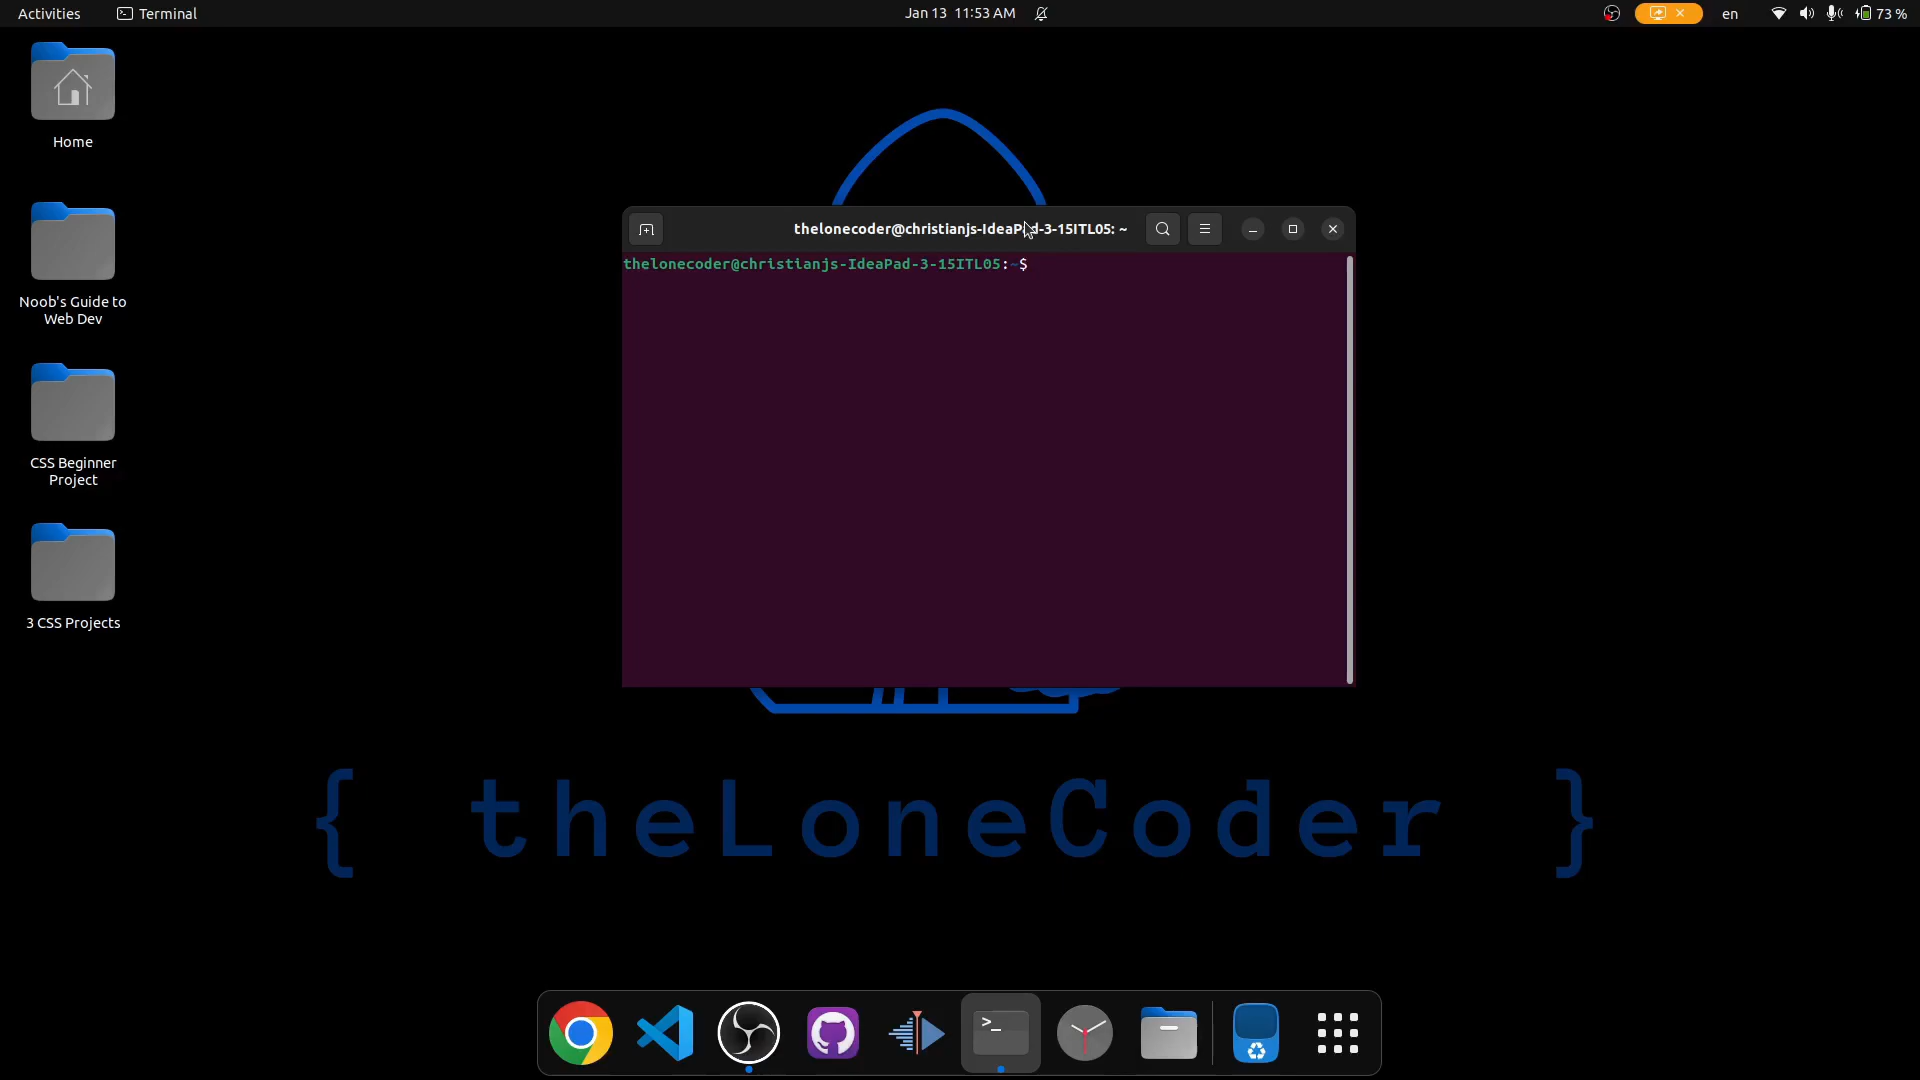 Activities
Terminal
Jan 13 11:53 AM
en
73 %
Home
Noob's Guide to
Web Dev
CSS Beginner
Project
3 CSS Projects
thelonecoder@christianjs-IdeaPad-3-15ITL05: ~
thelonecoder@christianjs-IdeaPad-3-15ITL05:~$
{ theLoneCoder }
>_